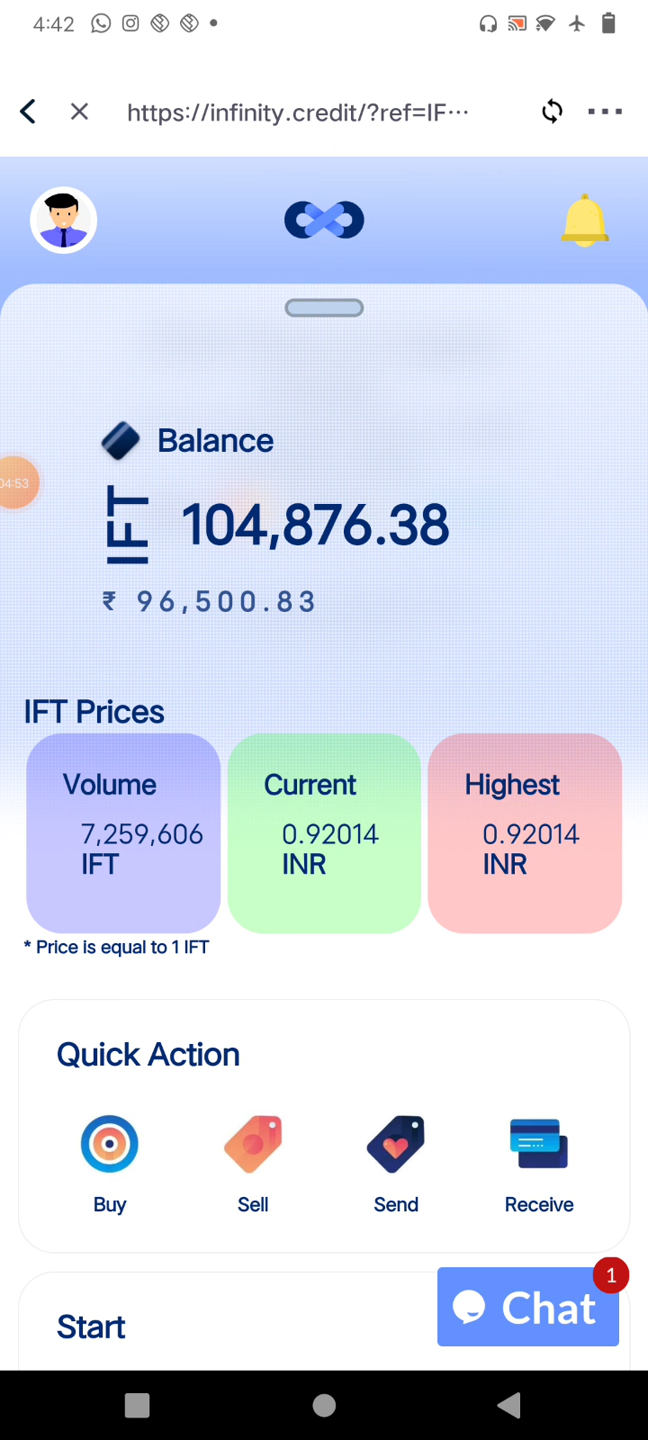 4:42
https://infinity.credit/?ref=IF···
Balance
04:53
IFT 104,876.38
₹ 96,500.83
IFT Prices
Volume Current Highest
7,259,606 0.92014 0.92014
IFT INR INR
* Price is equal to 1 IFT
Quick Action
Buy Sell Send Receive
1
Chat
Start